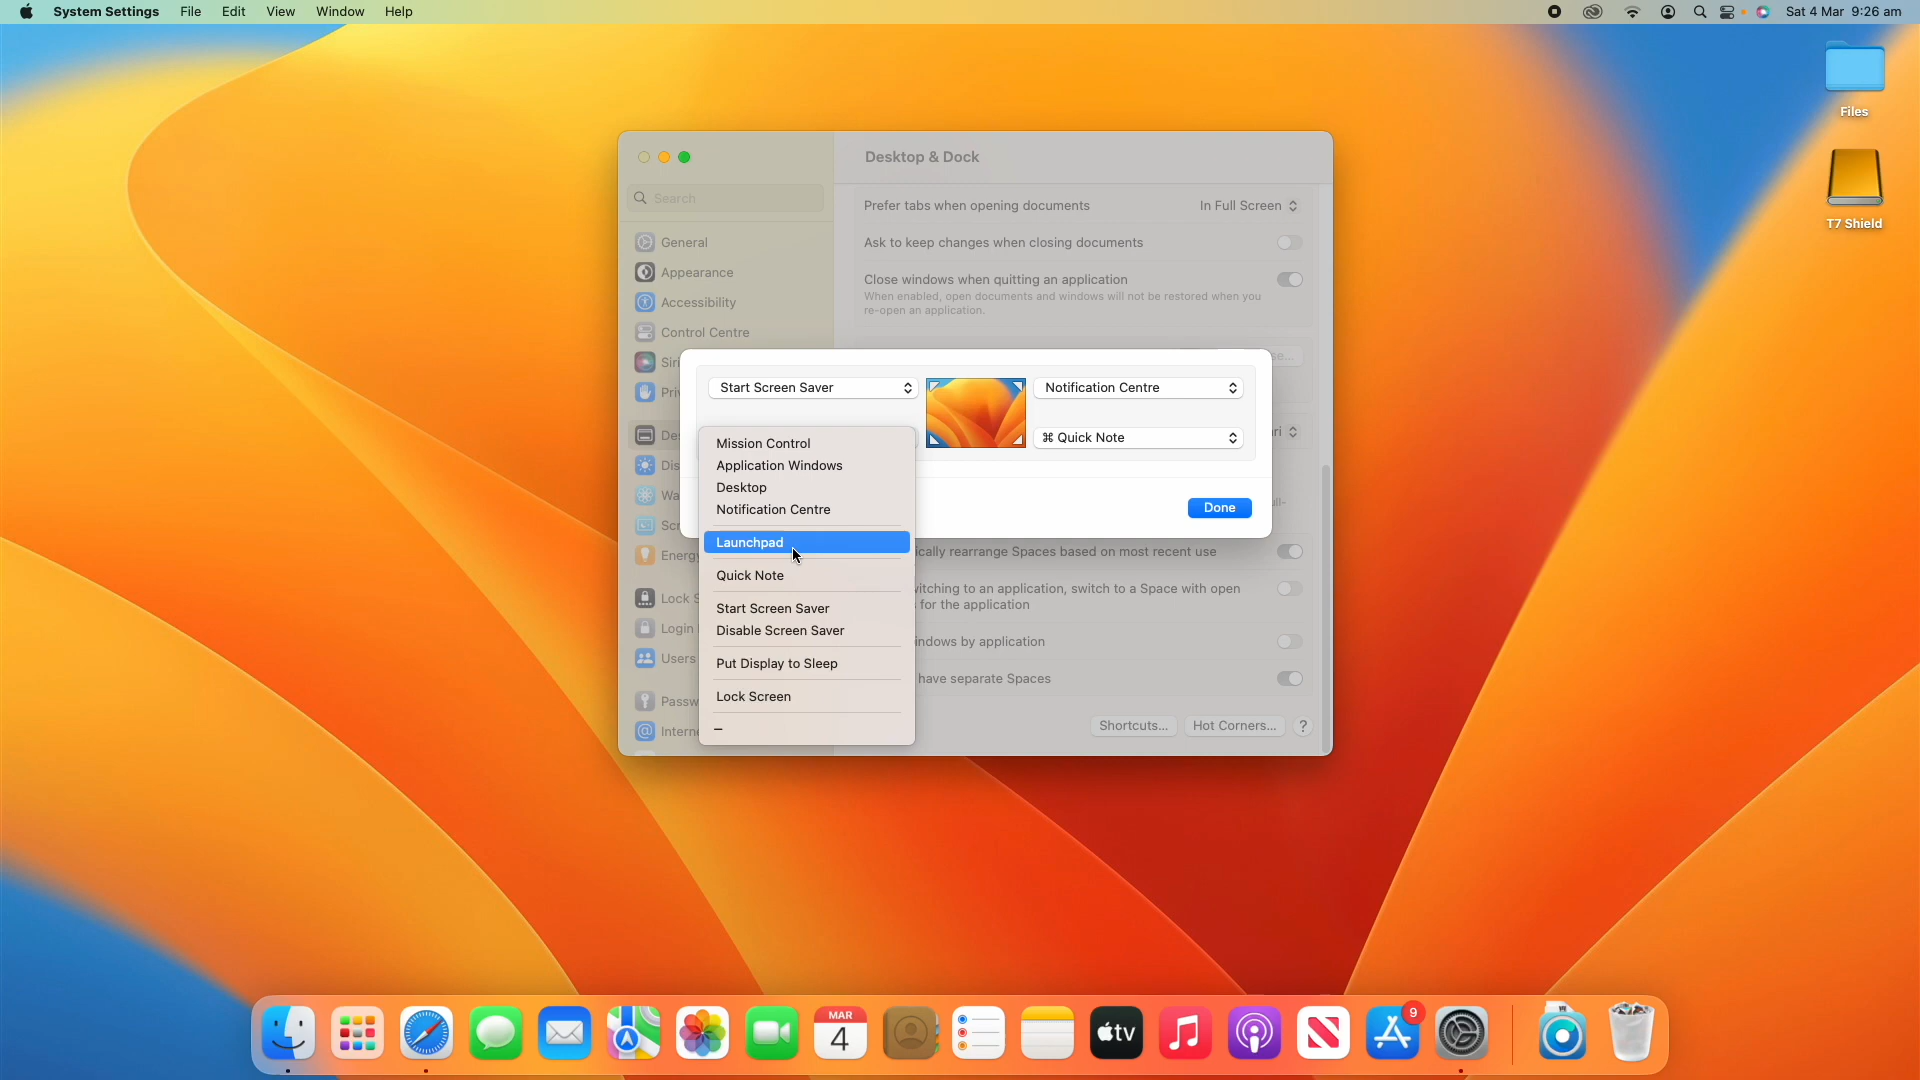 System Settings File Edit View Window Help Sat 4 Mar 9:26 am
Files
T7 Shield
Desktop & Dock
Search
General
Appearance
Accessibility
Control Centre
Prefer tabs when opening documents In Full Screen
Ask to keep changes when closing documents
Close windows when quitting an application
When enabled, open documents and windows will not be restored when you
re-open an application.
Start Screen Saver
Notification Centre
⌘ Quick Note
Done
Mission Control
Application Windows
Desktop
Notification Centre
Launchpad
Quick Note
Start Screen Saver
Disable Screen Saver
Put Display to Sleep
Lock Screen
–
rearrange Spaces based on most recent use
to an application, switch to a Space with open
for the application
by application
have separate Spaces
Lock
Login
Users
Shortcuts... Hot Corners... ?
MAR
4
tv
9